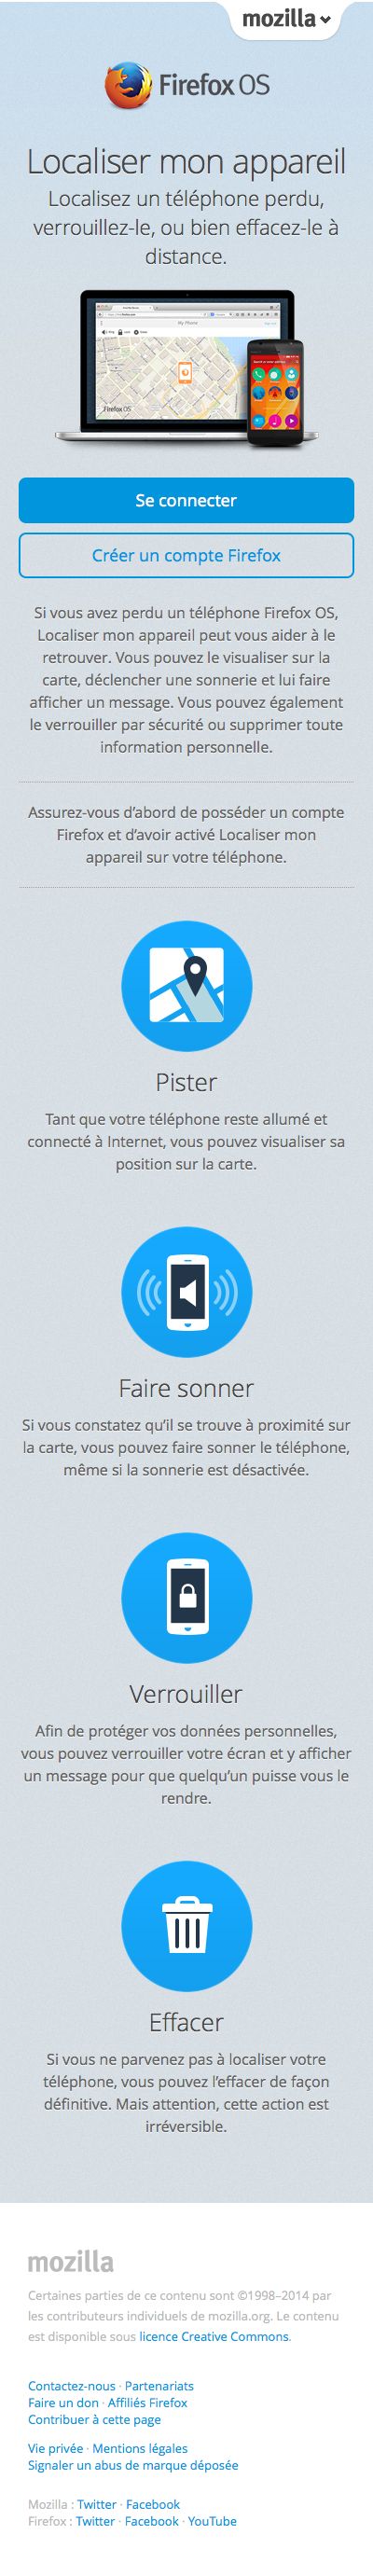 mozilla
Firefox OS
Localiser mon appareil
Localisez un téléphone perdu,
verrouillez-le, ou bien effacez-le à
distance.
My Phone
Firefox OS
Se connecter
Créer un compte Firefox
Si vous avez perdu un téléphone Firefox OS,
Localiser mon appareil peut vous aider à le
retrouver. Vous pouvez le visualiser sur la
carte, déclencher une sonnerie et lui faire
afficher un message. Vous pouvez également
le verrouiller par sécurité ou supprimer toute
information personnelle.
Assurez-vous d’abord de posséder un compte
Firefox et d’avoir activé Localiser mon
appareil sur votre téléphone.
Pister
Tant que votre téléphone reste allumé et
connecté à Internet, vous pouvez visualiser sa
position sur la carte.
Faire sonner
Si vous constatez qu’il se trouve à proximité sur
la carte, vous pouvez faire sonner le téléphone,
même si la sonnerie est désactivée.
Verrouiller
Afin de protéger vos données personnelles,
vous pouvez verrouiller votre écran et y afficher
un message pour que quelqu’un puisse vous le
rendre.
Effacer
Si vous ne parvenez pas à localiser votre
téléphone, vous pouvez l’effacer de façon
définitive. Mais attention, cette action est
irréversible.
mozilla
Certaines parties de ce contenu sont ©1998–2014 par
les contributeurs individuels de mozilla.org. Le contenu
est disponible sous licence Creative Commons.
Contactez-nous · Partenariats
Faire un don · Affiliés Firefox
Contribuer à cette page
Vie privée · Mentions légales
Signaler un abus de marque déposée
Mozilla : Twitter · Facebook
Firefox : Twitter · Facebook · YouTube